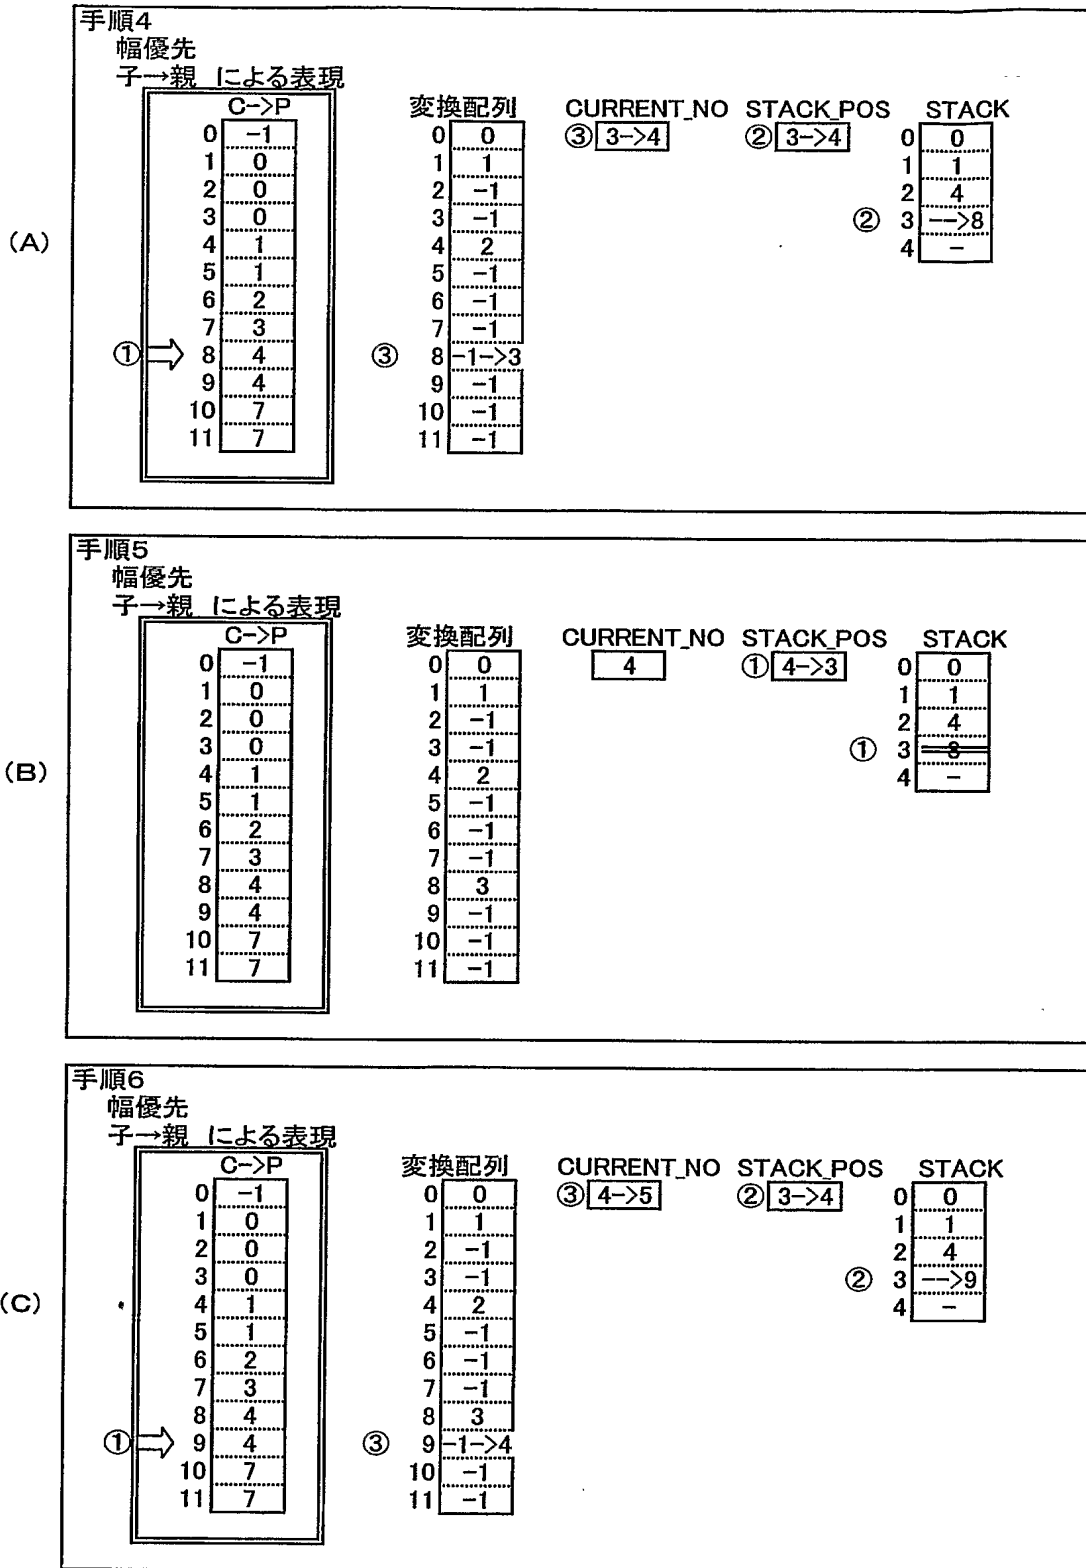 (A)
手順4
幅優先
子→親 による表現
C->P 変換配列 CURRENT_NO STACK_POS STACK
0 -1 0 0 ③ 3->4 ② 3->4 0 0
1 0 1 1 1 1
2 0 2 -1 2 4
3 0 3 -1 ② 3 -->8
4 1 4 2 4 -
5 1 5 -1
6 2 6 -1
7 3 7 -1
① 8 4 ③ 8 -1->3
9 4 9 -1
10 7 10 -1
11 7 11 -1
(B)
手順5
幅優先
子→親 による表現
C->P 変換配列 CURRENT_NO STACK_POS STACK
0 -1 0 0 4 ① 4->3 0 0
1 0 1 1 1 1
2 0 2 -1 2 4
3 0 3 -1 ① 3 8
4 1 4 2 4 -
5 1 5 -1
6 2 6 -1
7 3 7 -1
8 4 8 3
9 4 9 -1
10 7 10 -1
11 7 11 -1
(C)
手順6
幅優先
子→親 による表現
C->P 変換配列 CURRENT_NO STACK_POS STACK
0 -1 0 0 ③ 4->5 ② 3->4 0 0
1 0 1 1 1 1
2 0 2 -1 2 4
3 0 3 -1 ② 3 -->9
4 1 4 2 4 -
5 1 5 -1
6 2 6 -1
7 3 7 -1
8 4 8 3
① 9 4 ③ 9 -1->4
10 7 10 -1
11 7 11 -1